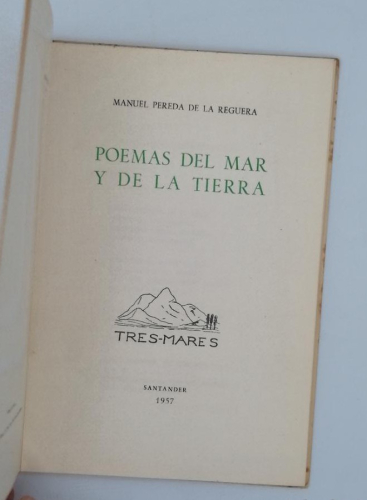 MANUEL PEREDA DE LA REGUERA
POEMAS DEL MAR
Y DE LA TIERRA
TRES-MARES
SANTANDER
1957